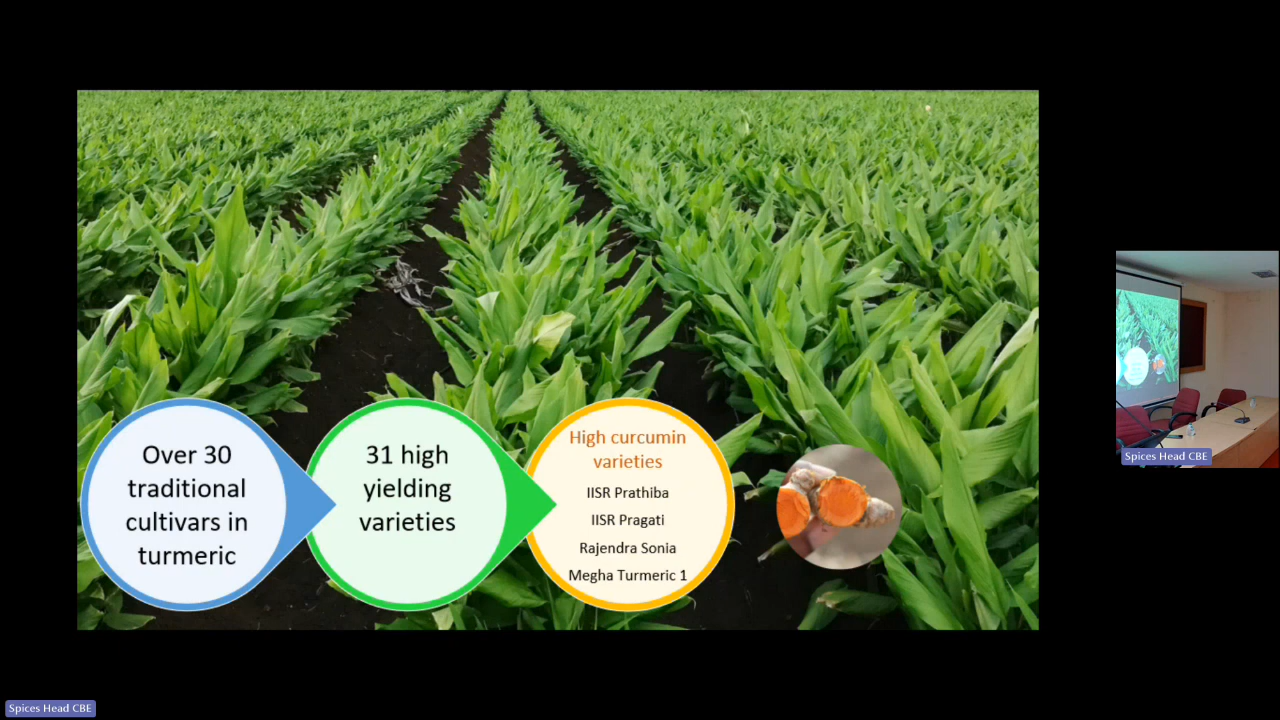 Over 30
traditional
cultivars in
turmeric
31 high
yielding
varieties
High curcumin
varieties
IISR Prathiba
IISR Pragati
Rajendra Sonia
Megha Turmeric 1
Spices Head CBE
Spices Head CBE